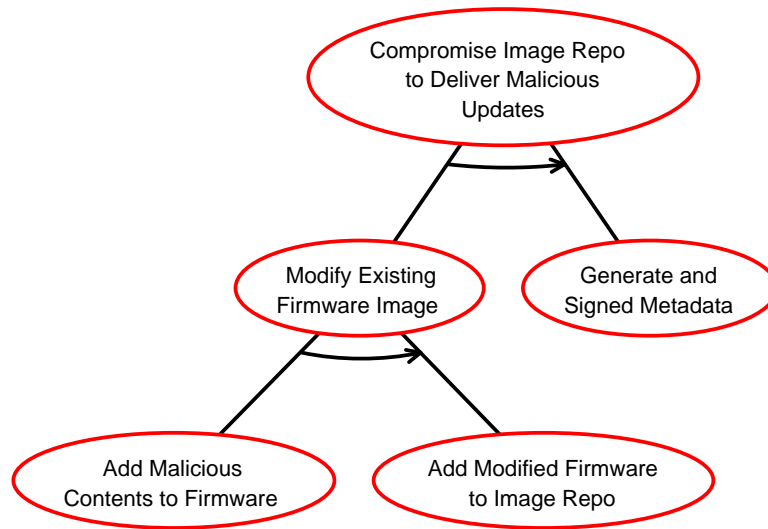 Compromise Image Repo
to Deliver Malicious
Updates
Modify Existing
Firmware Image
Generate and
Signed Metadata
Add Malicious
Contents to Firmware
Add Modified Firmware
to Image Repo